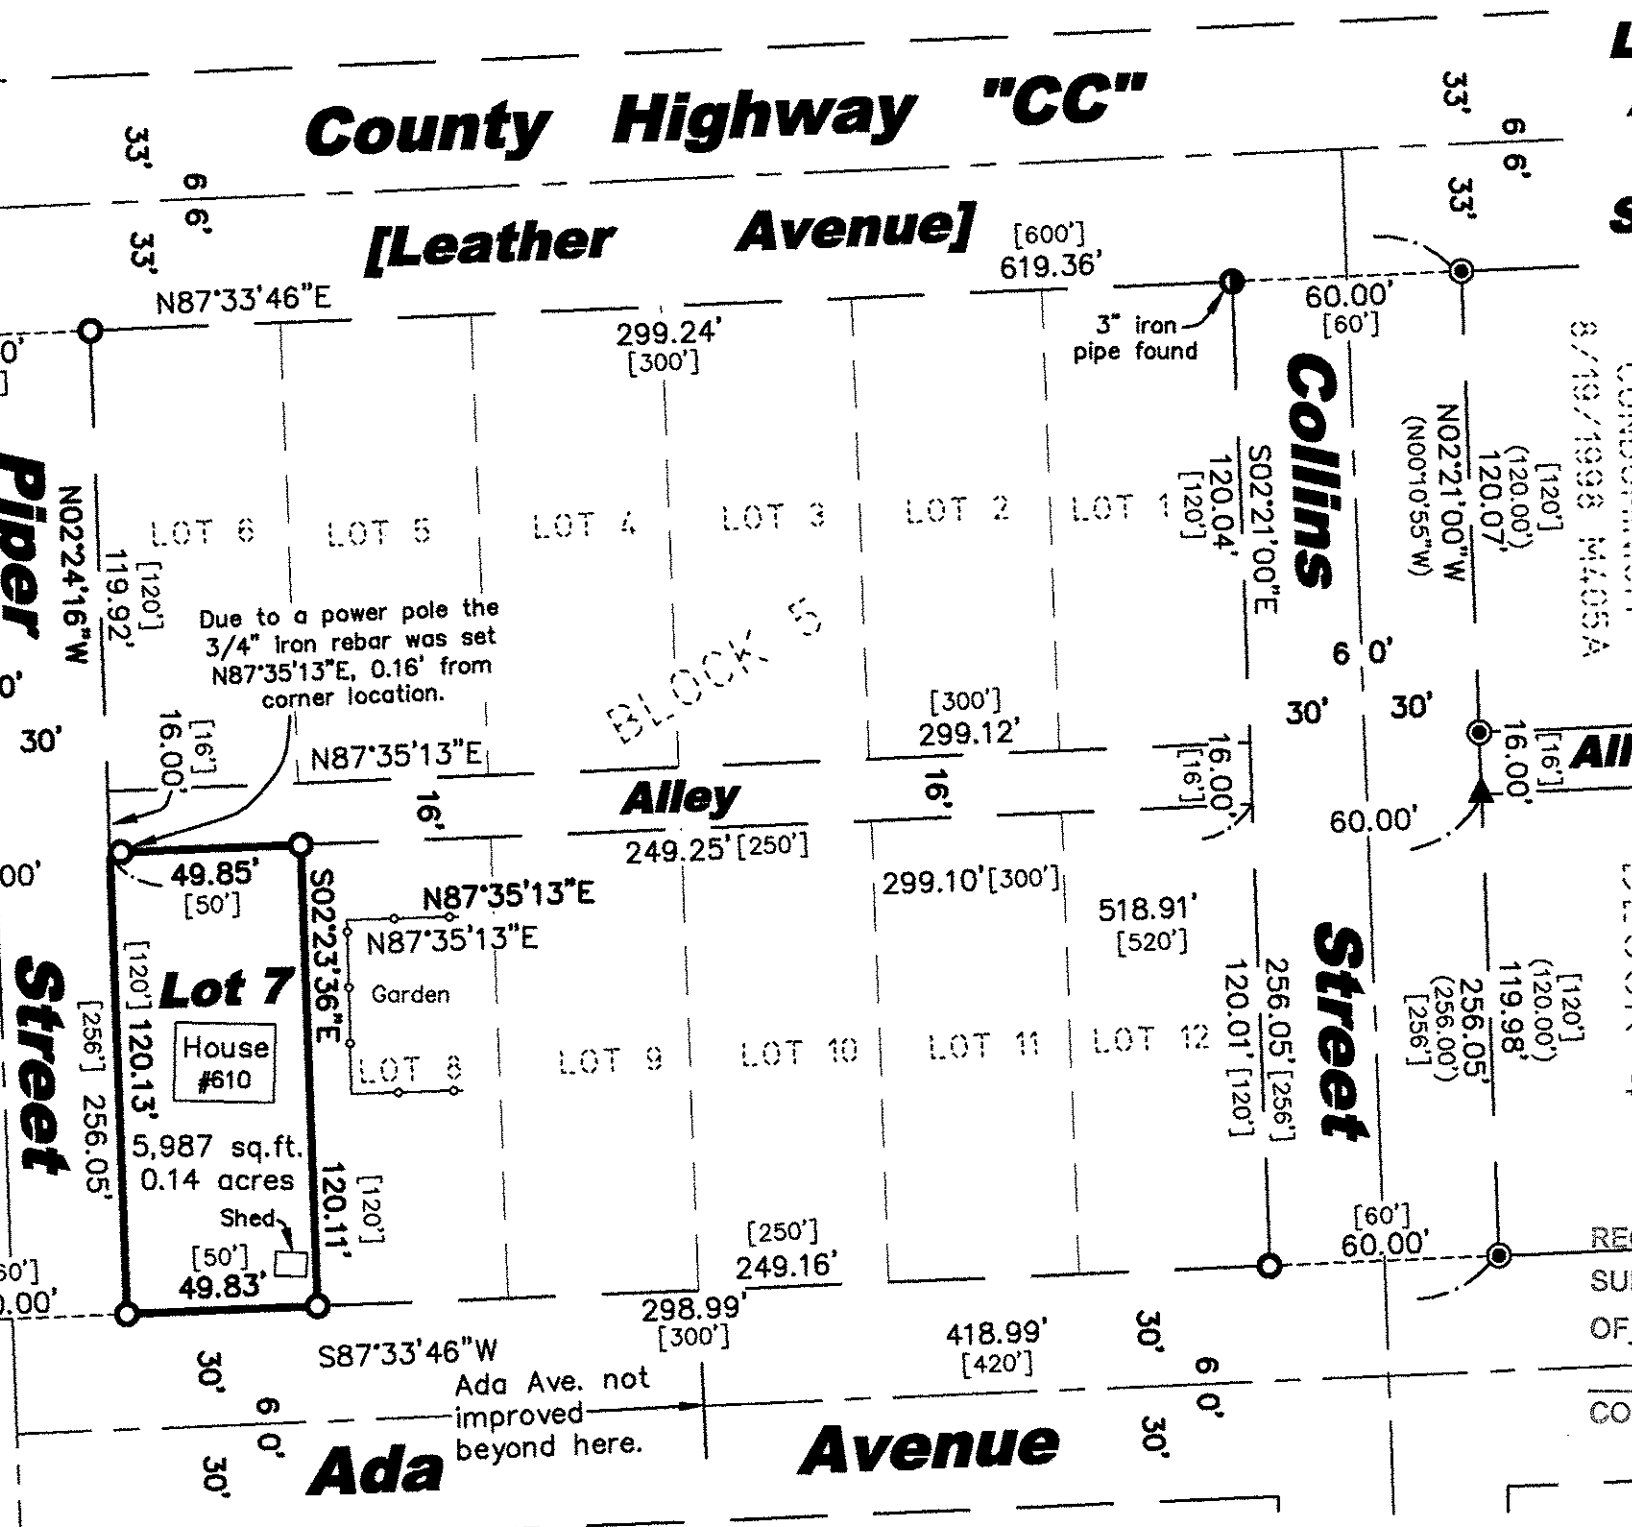 County Highway "CC"
33'
66'
33'
33'
66'
33'
[Leather Avenue]
[600']
619.36'
N87°33'46"E
299.24'
[300']
3" iron
pipe found
60.00'
[60']
Piper
Street
N02°24'16"W
119.92'
[120']
LOT 6
LOT 5
LOT 4
LOT 3
LOT 2
LOT 1
S02°21'00"E
120.04'
[120']
Collins
Street
N02°21'00"W
(N00°10'55"W)
120.07'
(120.00')
[120']
8/19/1998 M405A
Due to a power pole the
3/4" iron rebar was set
N87°35'13"E, 0.16' from
corner location.
BLOCK 5
60'
30'
30'
30'
16.00'
[16']
N87°35'13"E
[300']
299.12'
16.00'
[16']
16.00'
[16']
16'
Alley
16'
60.00'
249.25' [250']
49.85'
[50']
N87°35'13"E
N87°35'13"E
299.10' [300']
518.91'
[520']
S02°23'36"E
120.11'
[120']
[120'] 120.13'
[256'] 256.05'
Lot 7
House
#610
5,987 sq.ft.
0.14 acres
Shed
[50']
49.83'
Garden
LOT 8
LOT 9
LOT 10
LOT 11
LOT 12
256.05' [256']
120.01' [120']
119.98'
(120.00')
[120']
256.05'
(256.00')
[256']
[60']
60.00'
[250']
249.16'
298.99'
[300']
418.99'
[420']
S87°33'46"W
Ada Ave. not
improved
beyond here.
30'
60'
30'
30'
60'
30'
Ada Avenue